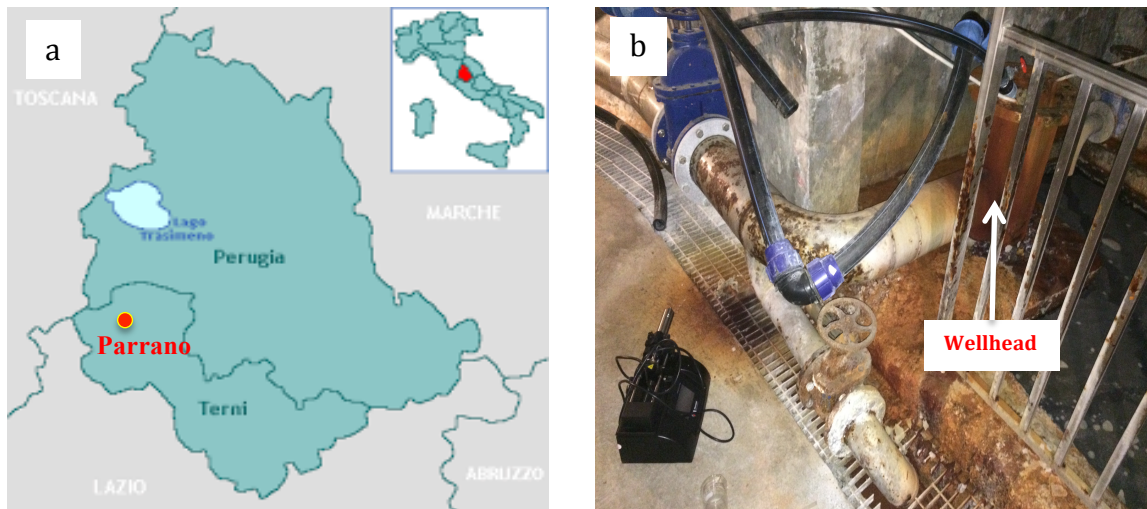 a
TOSCANA
MARCHE
Lago
Trasimeno
Perugia
Parrano
Terni
LAZIO
ABRUZZO
b
Wellhead